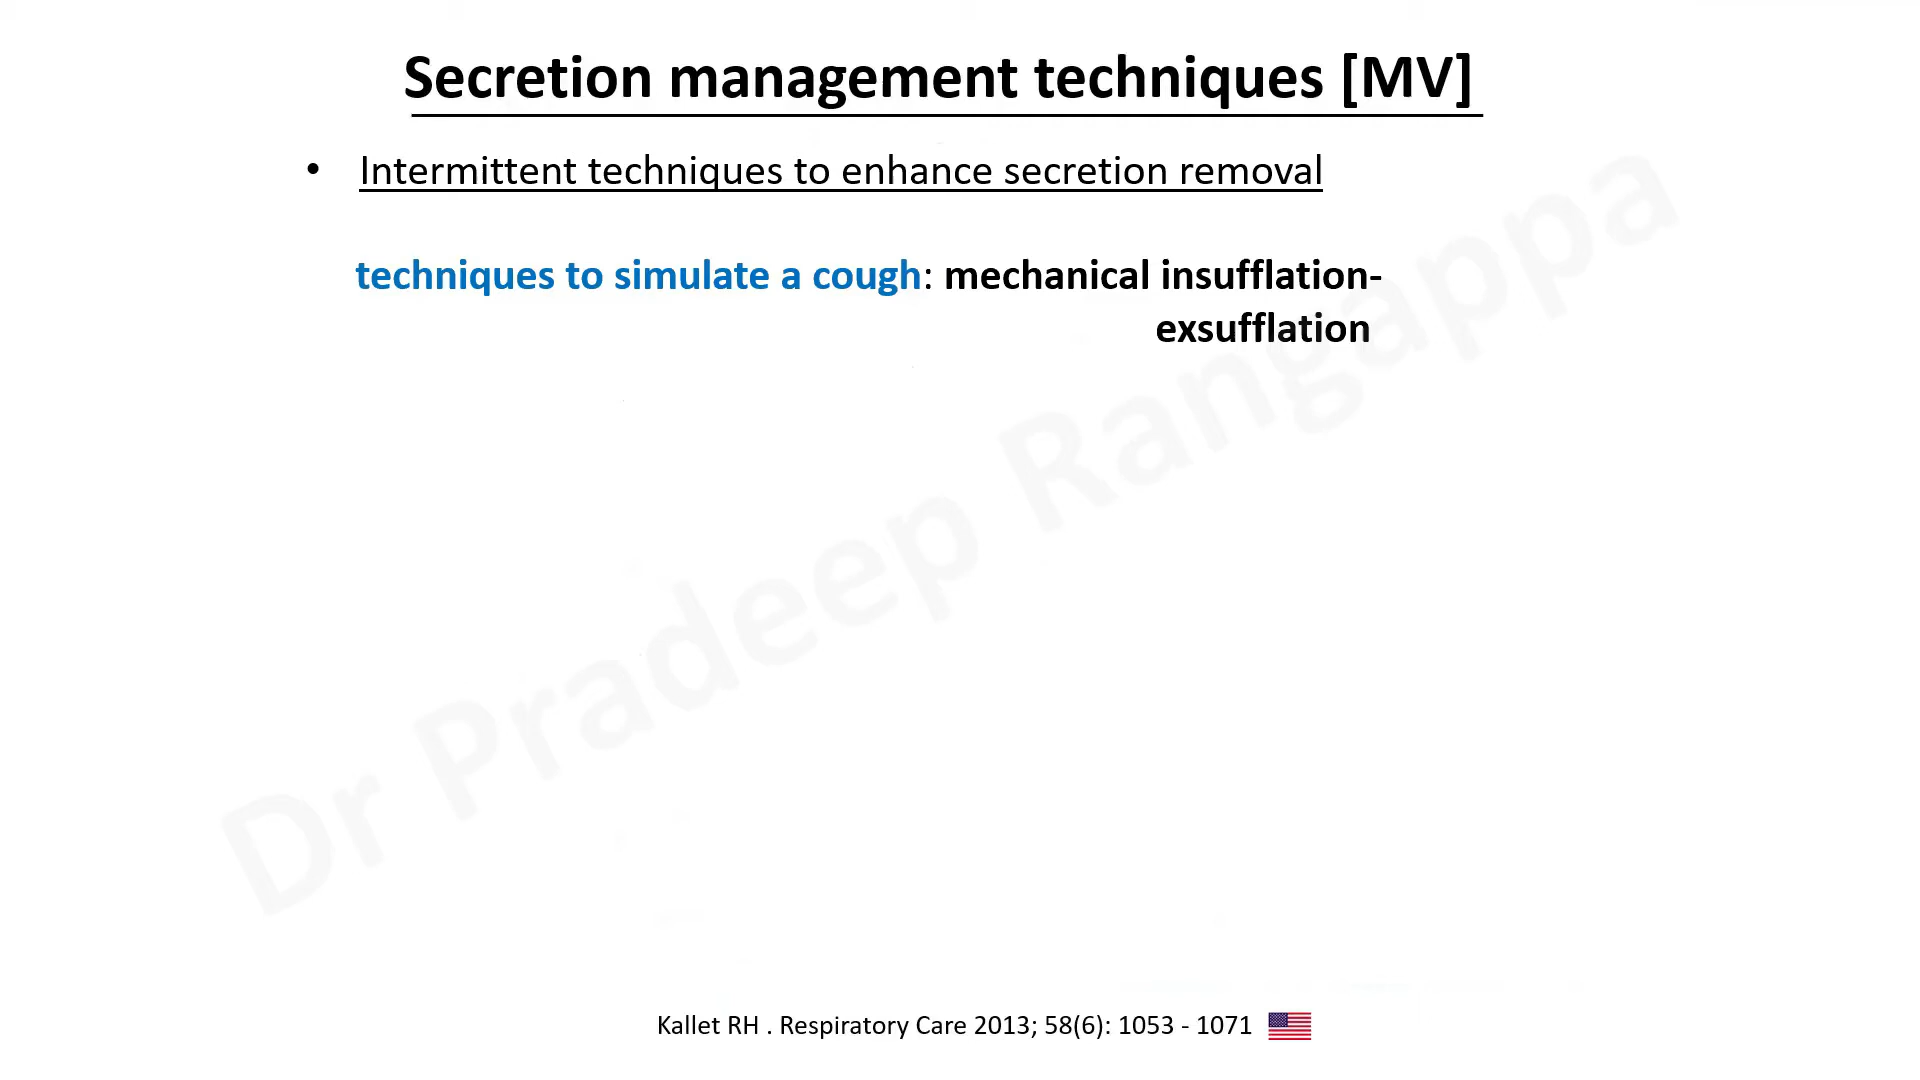 Secretion management techniques [MV]
• Intermittent techniques to enhance secretion removal
techniques to simulate a cough: mechanical insufflation-
exsufflation
Dr Pradeep Rangappa
Kallet RH . Respiratory Care 2013; 58(6): 1053 - 1071